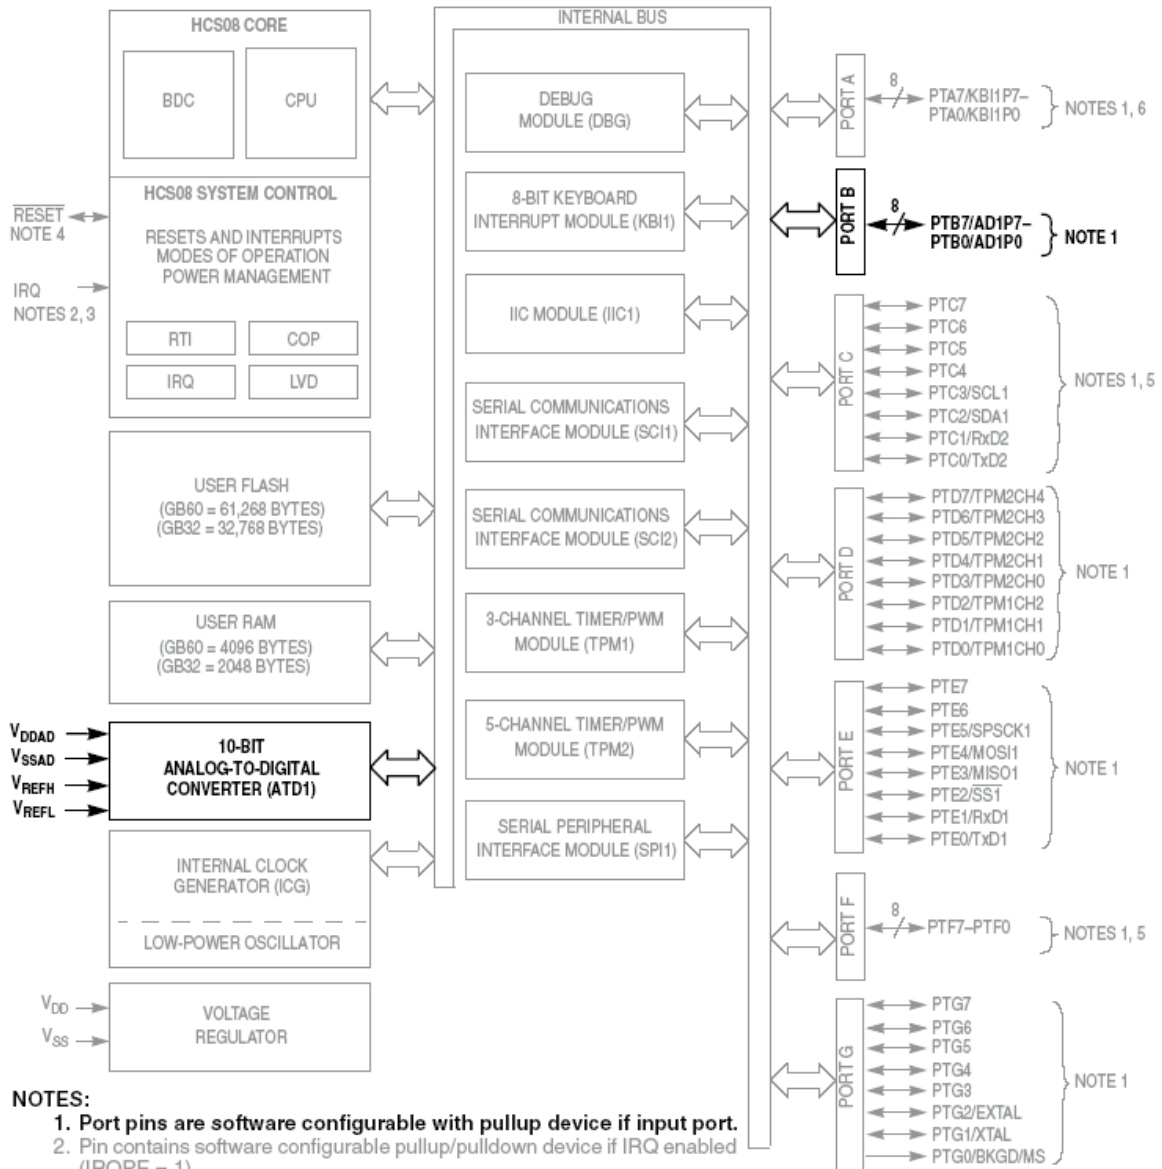 HCS08 CORE
BDC
CPU
HCS08 SYSTEM CONTROL
RESETS AND INTERRUPTS
MODES OF OPERATION
POWER MANAGEMENT
RTI
COP
IRQ
LVD
RESET
NOTE 4
IRQ
NOTES 2, 3
USER FLASH
(GB60 = 61,268 BYTES)
(GB32 = 32,768 BYTES)
USER RAM
(GB60 = 4096 BYTES)
(GB32 = 2048 BYTES)
VDDAD
VSSAD
VREFH
VREFL
10-BIT
ANALOG-TO-DIGITAL
CONVERTER (ATD1)
INTERNAL CLOCK
GENERATOR (ICG)
LOW-POWER OSCILLATOR
VDD
VSS
VOLTAGE
REGULATOR
INTERNAL BUS
DEBUG
MODULE (DBG)
8-BIT KEYBOARD
INTERRUPT MODULE (KBI1)
IIC MODULE (IIC1)
SERIAL COMMUNICATIONS
INTERFACE MODULE (SCI1)
SERIAL COMMUNICATIONS
INTERFACE MODULE (SCI2)
3-CHANNEL TIMER/PWM
MODULE (TPM1)
5-CHANNEL TIMER/PWM
MODULE (TPM2)
SERIAL PERIPHERAL
INTERFACE MODULE (SPI1)
PORT A
8
PTA7/KBI1P7–
PTA0/KBI1P0
NOTES 1, 6
PORT B
8
PTB7/AD1P7–
PTB0/AD1P0
NOTE 1
PORT C
PTC7
PTC6
PTC5
PTC4
PTC3/SCL1
PTC2/SDA1
PTC1/RxD2
PTC0/TxD2
NOTES 1, 5
PORT D
PTD7/TPM2CH4
PTD6/TPM2CH3
PTD5/TPM2CH2
PTD4/TPM2CH1
PTD3/TPM2CH0
PTD2/TPM1CH2
PTD1/TPM1CH1
PTD0/TPM1CH0
NOTE 1
PORT E
PTE7
PTE6
PTE5/SPSCK1
PTE4/MOSI1
PTE3/MISO1
PTE2/SS1
PTE1/RxD1
PTE0/TxD1
NOTE 1
PORT F
8
PTF7–PTF0
NOTES 1, 5
PORT G
PTG7
PTG6
PTG5
PTG4
PTG3
PTG2/EXTAL
PTG1/XTAL
PTG0/BKGD/MS
NOTE 1
NOTES:
1. Port pins are software configurable with pullup device if input port.
2. Pin contains software configurable pullup/pulldown device if IRQ enabled